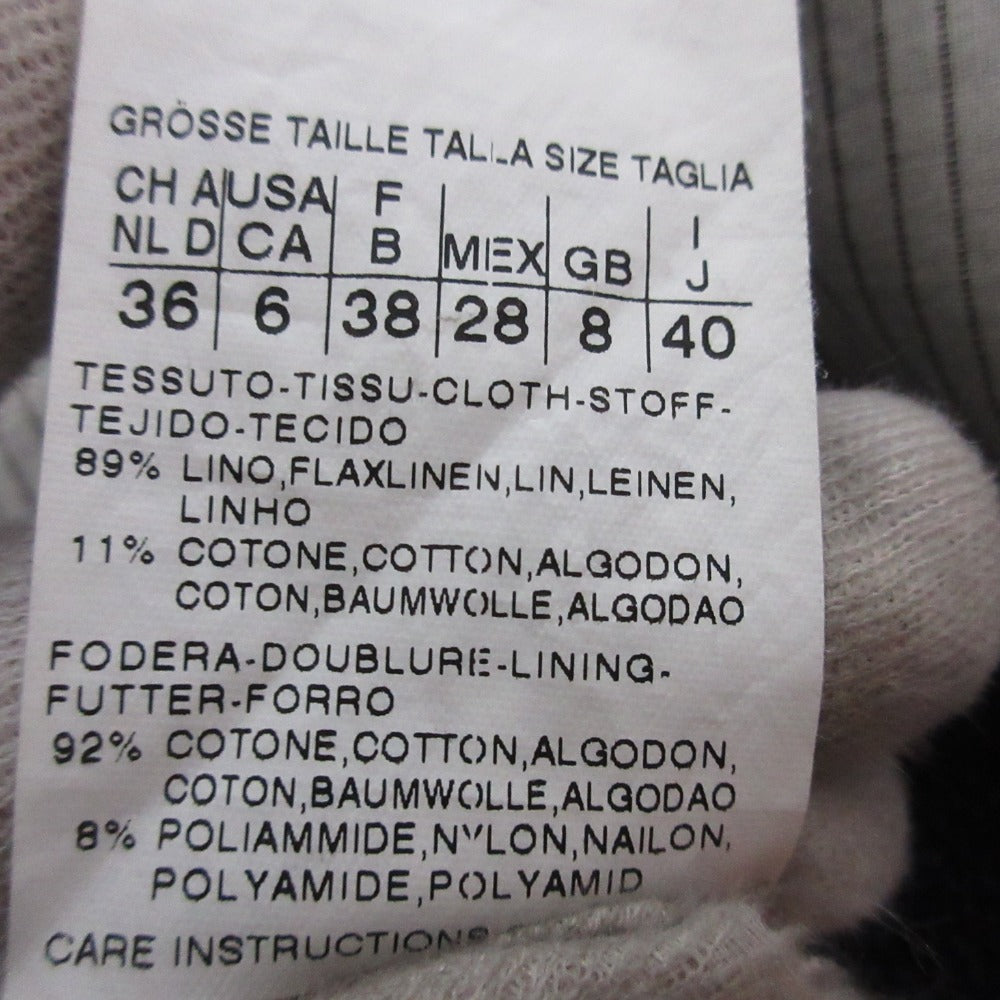 GRÖSSE TAILLE TALLA SIZE TAGLIA
CH A USA F MEX GB I
NL D CA B J
36 6 38 28 8 40
TESSUTO-TISSU-CLOTH-STOFF-
TEJIDO-TECIDO
89% LINO,FLAXLINEN,LIN,LEINEN,
LINHO
11% COTONE,COTTON,ALGODON,
COTON,BAUMWOLLE,ALGODAO
FODERA-DOUBLURE-LINING-
FUTTER-FORRO
92% COTONE,COTTON,ALGODON,
COTON,BAUMWOLLE,ALGODAO
8% POLIAMMIDE,NYLON,NAILON,
POLYAMIDE,POLYAMID
CARE INSTRUCTIONS